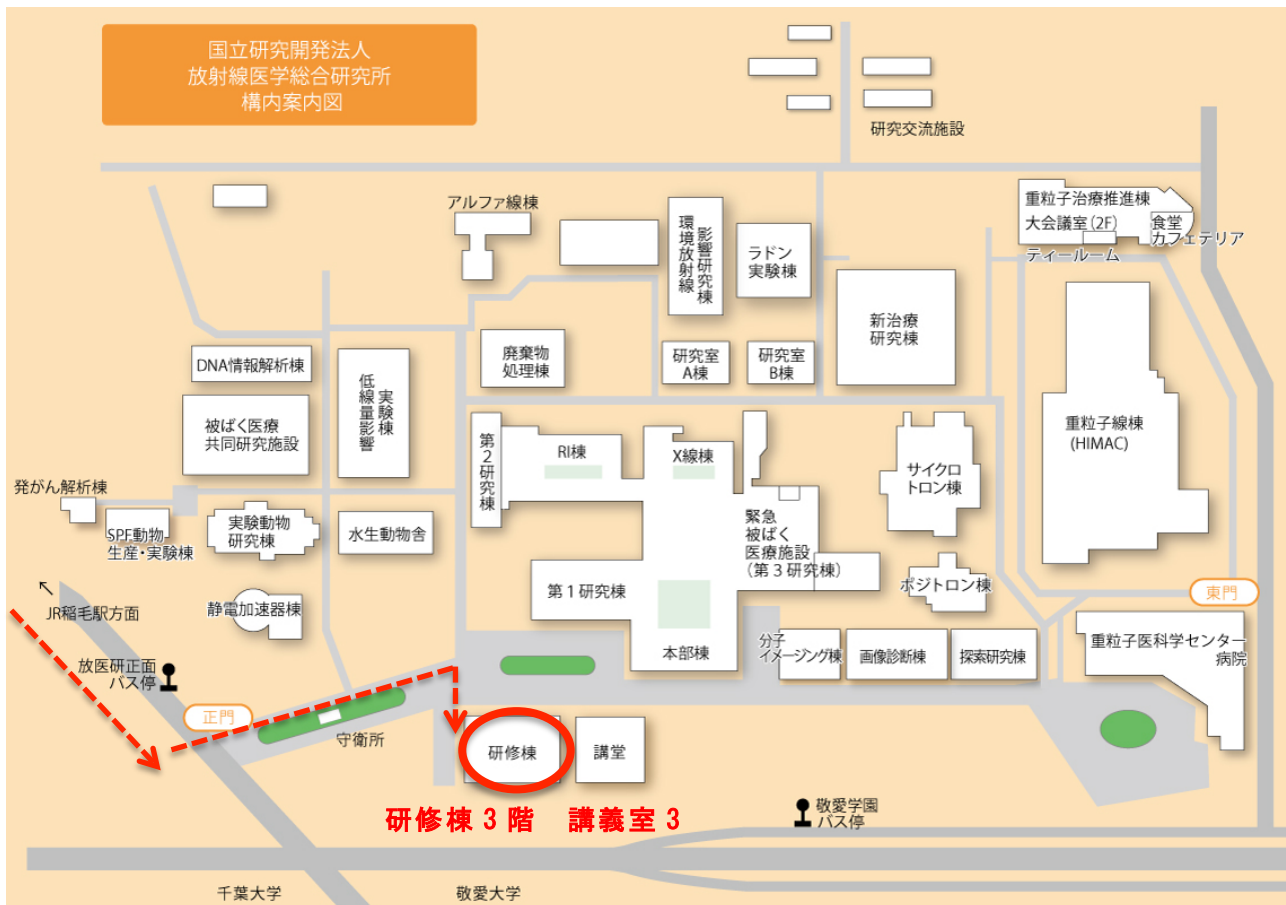 国立研究開発法人
放射線医学総合研究所
構内案内図
研究交流施設
アルファ線棟
環境放射線
影響研究棟
ラドン
実験棟
重粒子治療推進棟
大会議室(2F)
食堂
カフェテリア
ティールーム
新治療
研究棟
廃棄物
処理棟
研究室
A棟
研究室
B棟
DNA情報解析棟
低線量影響
実験棟
被ばく医療
共同研究施設
第2研究棟
RI棟
X線棟
サイクロ
トロン棟
重粒子線棟
(HIMAC)
発がん解析棟
SPF動物
生産・実験棟
実験動物
研究棟
水生動物舎
緊急
被ばく
医療施設
(第3研究棟)
第1研究棟
ポジトロン棟
東門
JR稲毛駅方面
静電加速器棟
放医研正面
バス停
本部棟
分子
イメージング棟
画像診断棟
探索研究棟
重粒子医科学センター
病院
正門
守衛所
研修棟
講堂
研修棟3階 講義室3
敬愛学園
バス停
千葉大学
敬愛大学